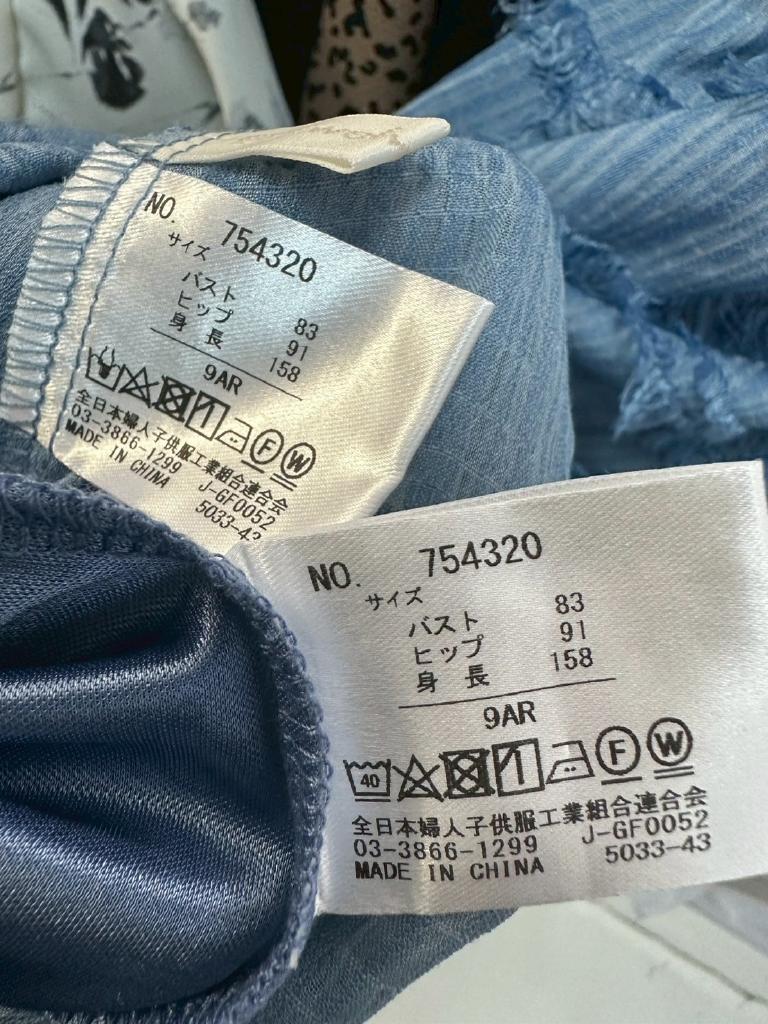 NO. 754320
サイズ
バスト 83
ヒップ 91
身長 158
9AR
全日本婦人子供服工業組合連合会
03-3866-1299 J-GF0052
MADE IN CHINA 5033-43
NO. 754320
サイズ
バスト 83
ヒップ 91
身長 158
9AR
40 F W
全日本婦人子供服工業組合連合会
03-3866-1299 J-GF0052
MADE IN CHINA 5033-43